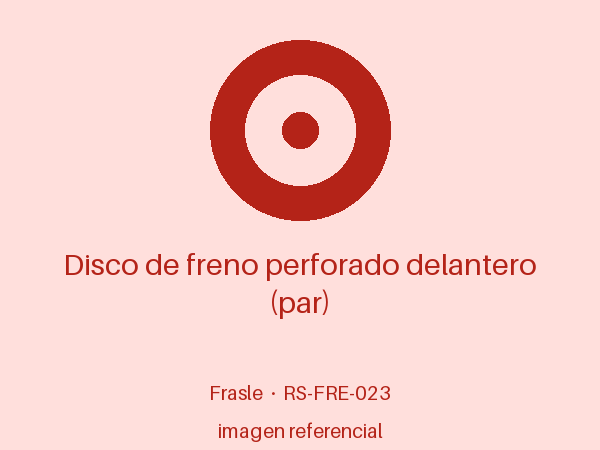 Disco de freno perforado delantero
(par)
Frasle · RS-FRE-023
imagen referencial